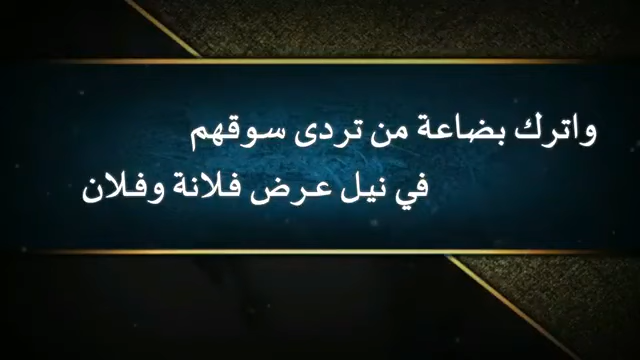 واترك بضاعة من تردى سوقهم
في نيل عرض فلانة وفلان